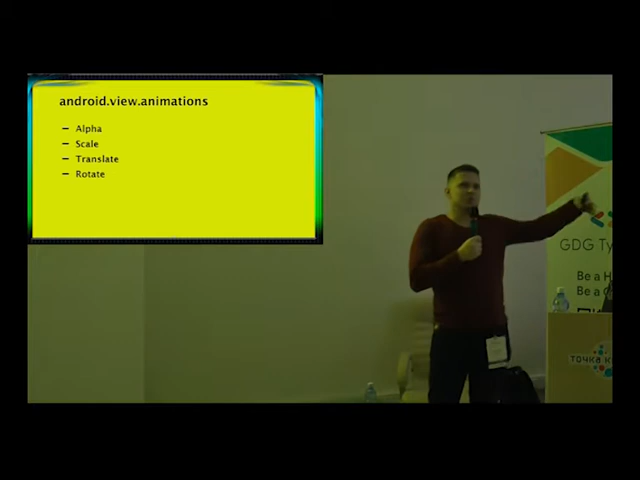 android.view.animations
– Alpha
– Scale
– Translate
– Rotate
GDG Ty
Be a H
Be a
точка к